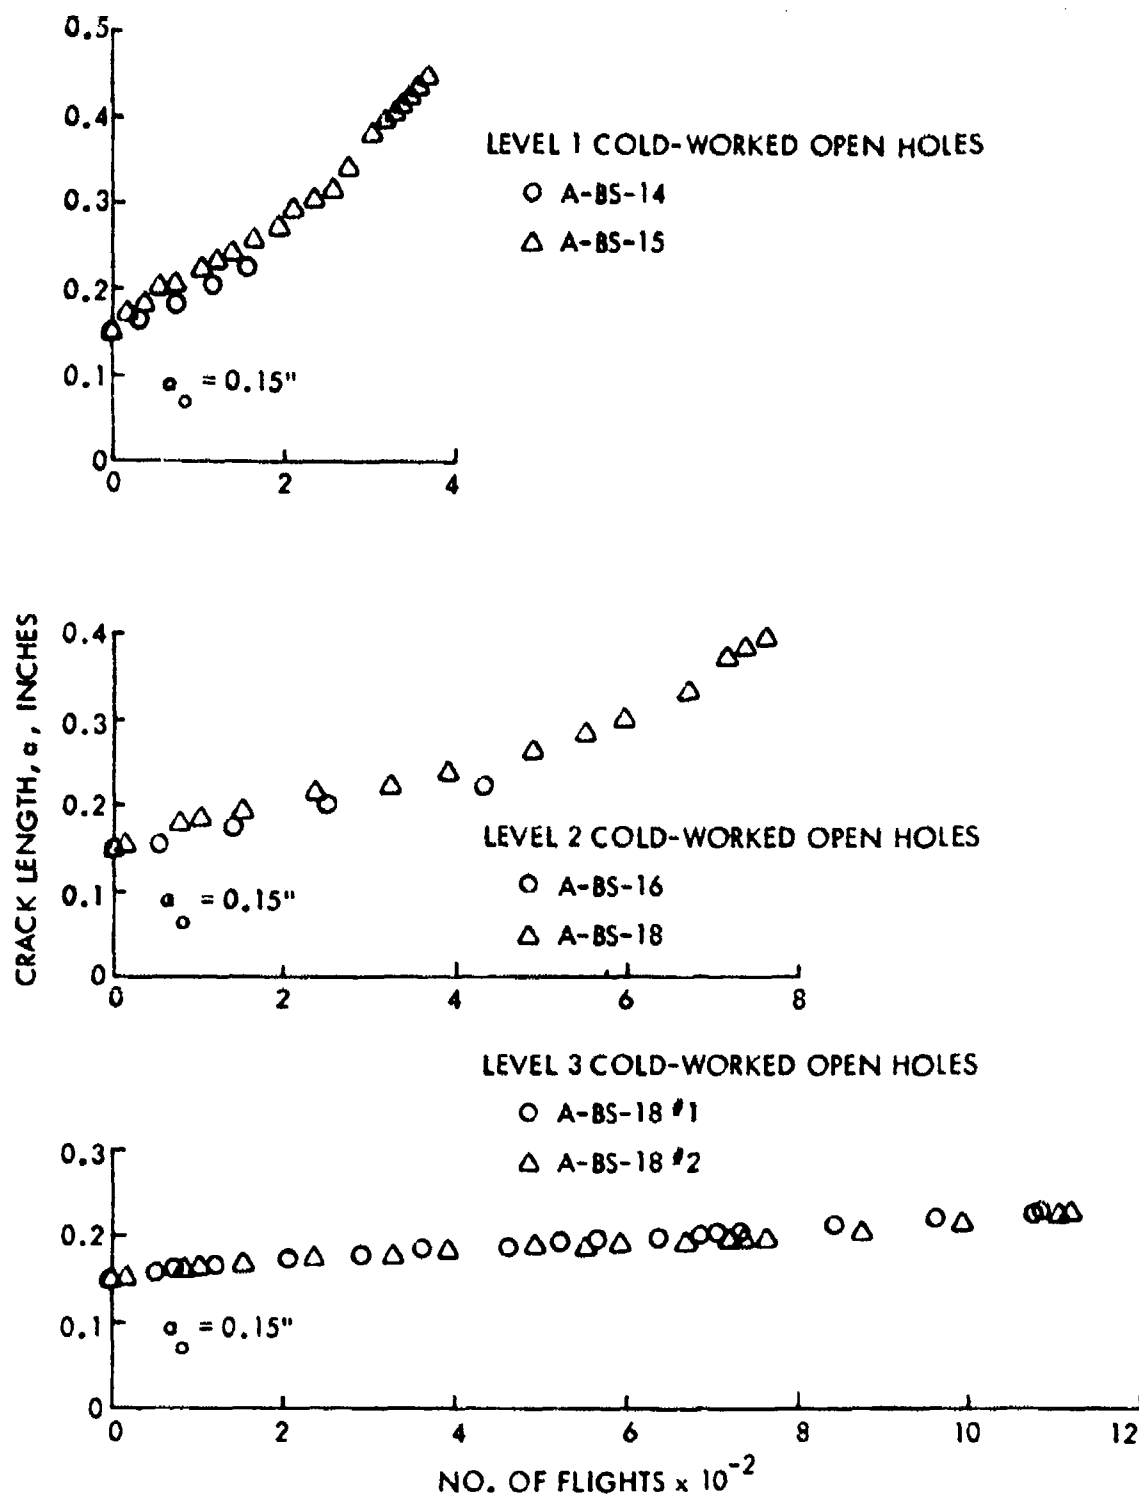 0.5
0.4
0.3
0.2
0.1
0
0 2 4
a_o = 0.15"
LEVEL 1 COLD-WORKED OPEN HOLES
○ A-BS-14
△ A-BS-15
CRACK LENGTH, a, INCHES
0.4
0.3
0.2
0.1
0
0 2 4 6 8
a_o = 0.15"
LEVEL 2 COLD-WORKED OPEN HOLES
○ A-BS-16
△ A-BS-18
LEVEL 3 COLD-WORKED OPEN HOLES
○ A-BS-18 #1
△ A-BS-18 #2
0.3
0.2
0.1
0
a_o = 0.15"
0 2 4 6 8 10 12
NO. OF FLIGHTS x 10^-2